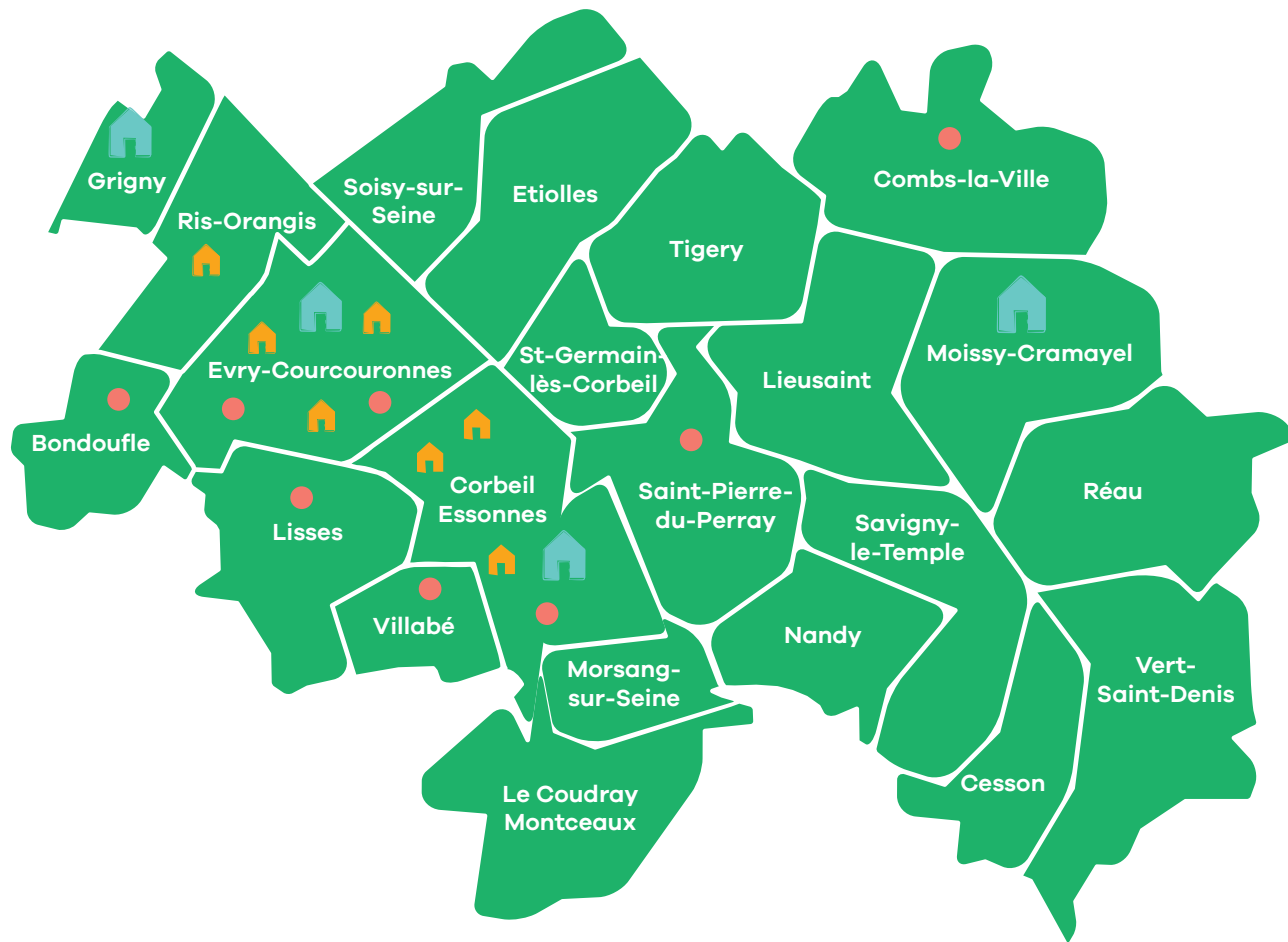 Grigny
Ris-Orangis
Soisy-sur-
Seine
Etiolles
Tigery
Combs-la-Ville
Evry-Courcouronnes
St-Germain-
lès-Corbeil
Lieusaint
Moissy-Cramayel
Bondoufle
Lisses
Corbeil
Essonnes
Saint-Pierre-
du-Perray
Savigny-
le-Temple
Réau
Villabé
Morsang-
sur-Seine
Nandy
Vert-
Saint-Denis
Le Coudray
Montceaux
Cesson